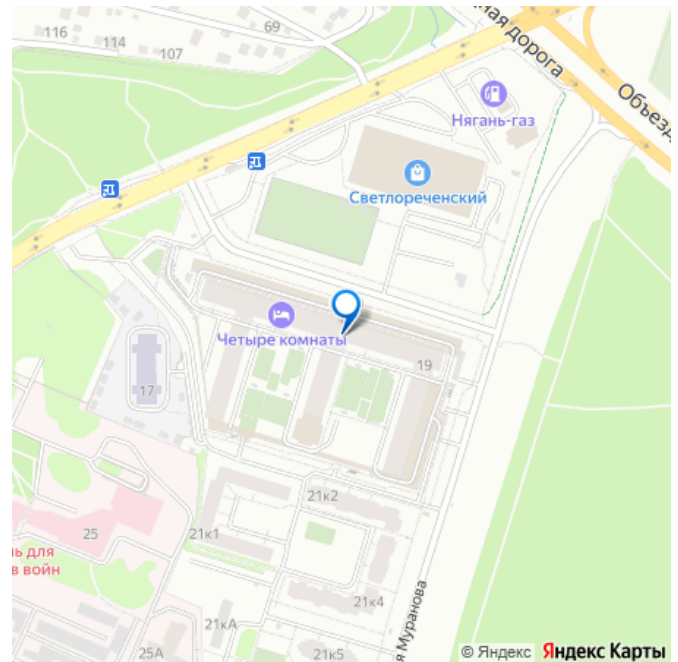 69
116
114
107
ная дорога
Объезд
Нягань-газ
Светлореченский
Четыре комнаты
19
17
21к2
25
21к1
ь для
в войн
я Муранова
21к4
21кА
25А
21к5
© Яндекс Яндекс Карты